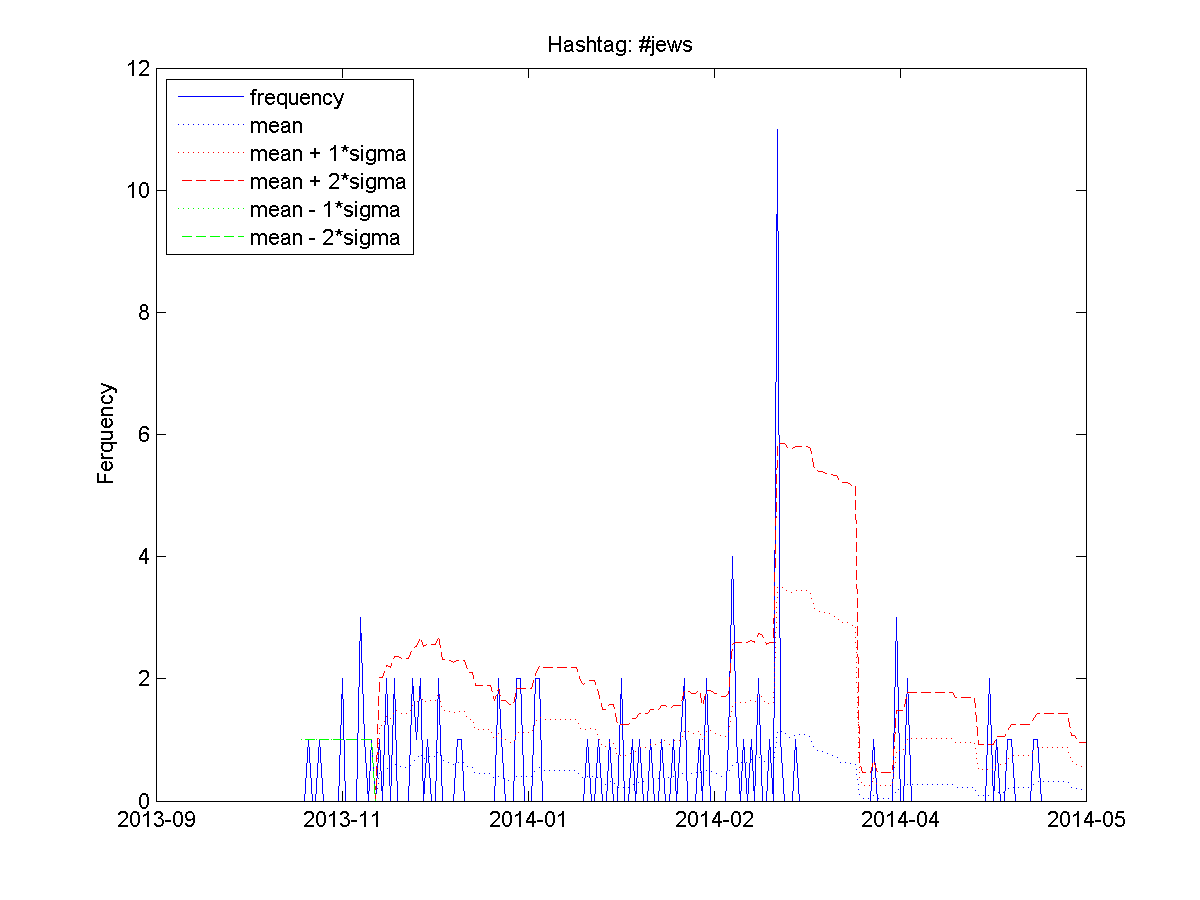 Hashtag: #jews
12
10
8
6
4
2
0
Ferquency
frequency
mean
mean + 1*sigma
mean + 2*sigma
mean - 1*sigma
mean - 2*sigma
2013-09 2013-11 2014-01 2014-02 2014-04 2014-05